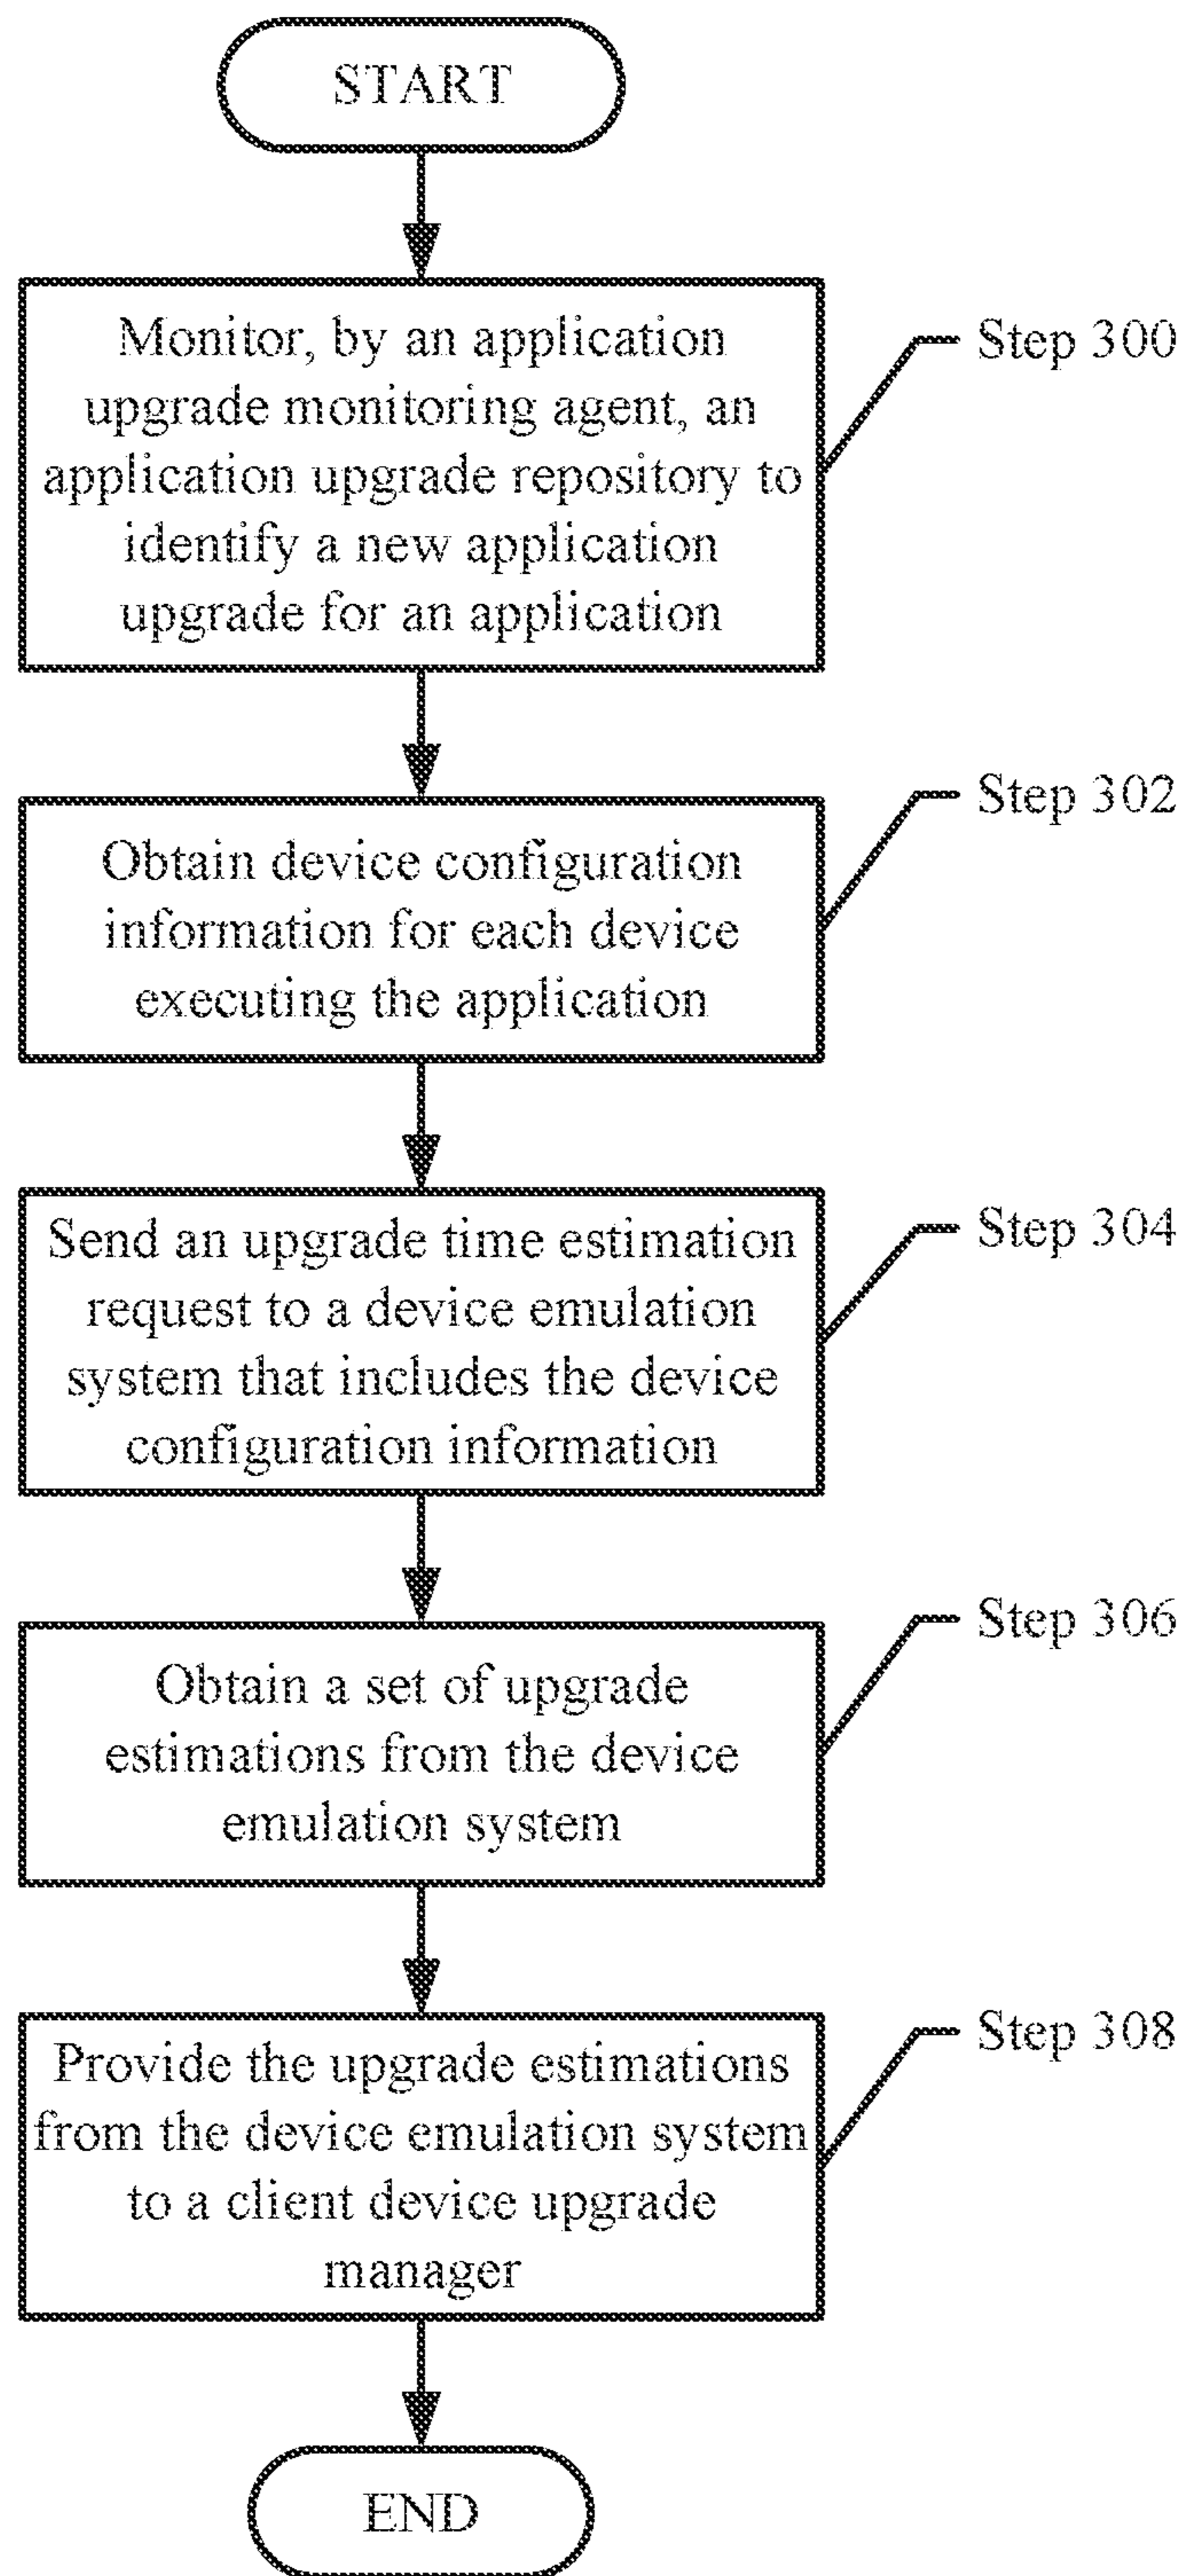 START
Monitor, by an application
upgrade monitoring agent, an
application upgrade repository to
identify a new application
upgrade for an application
Step 300
Obtain device configuration
information for each device
executing the application
Step 302
Send an upgrade time estimation
request to a device emulation
system that includes the device
configuration information
Step 304
Obtain a set of upgrade
estimations from the device
emulation system
Step 306
Provide the upgrade estimations
from the device emulation system
to a client device upgrade
manager
Step 308
END